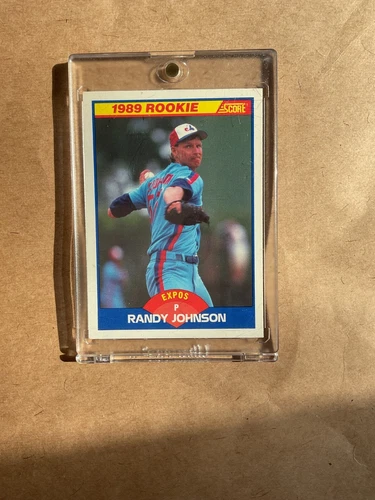 1989 ROOKIE SCORE
EXPOS
P
RANDY JOHNSON